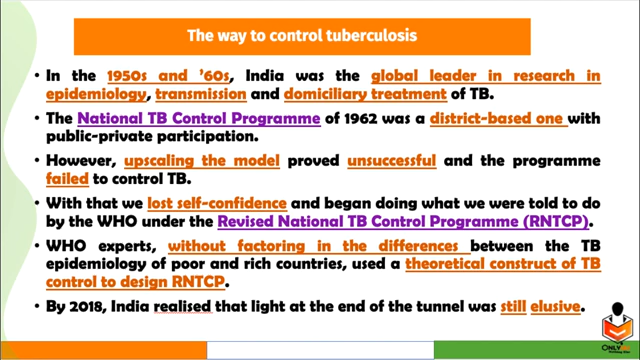 The way to control tuberculosis
• In the 1950s and ’60s, India was the global leader in research in
epidemiology, transmission and domiciliary treatment of TB.
• The National TB Control Programme of 1962 was a district-based one with
public-private participation.
• However, upscaling the model proved unsuccessful and the programme
failed to control TB.
• With that we lost self-confidence and began doing what we were told to do
by the WHO under the Revised National TB Control Programme (RNTCP).
• WHO experts, without factoring in the differences between the TB
epidemiology of poor and rich countries, used a theoretical construct of TB
control to design RNTCP.
• By 2018, India realised that light at the end of the tunnel was still elusive.